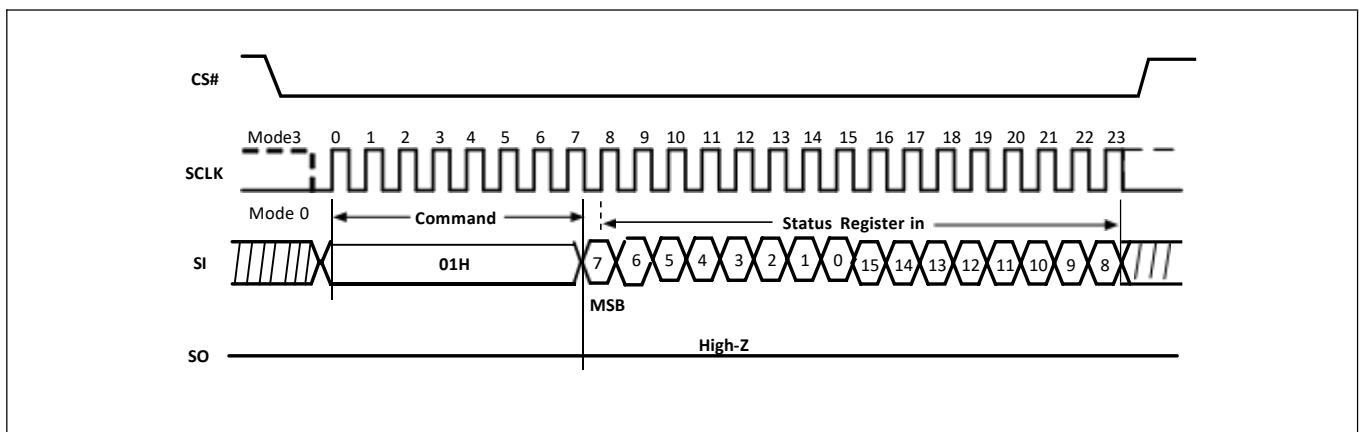 CS#
Mode3 0 1 2 3 4 5 6 7 8 9 10 11 12 13 14 15 16 17 18 19 20 21 22 23
SCLK
Mode 0 Command Status Register in
SI 01H 7 6 5 4 3 2 1 0 15 14 13 12 11 10 9 8
MSB
High-Z
SO